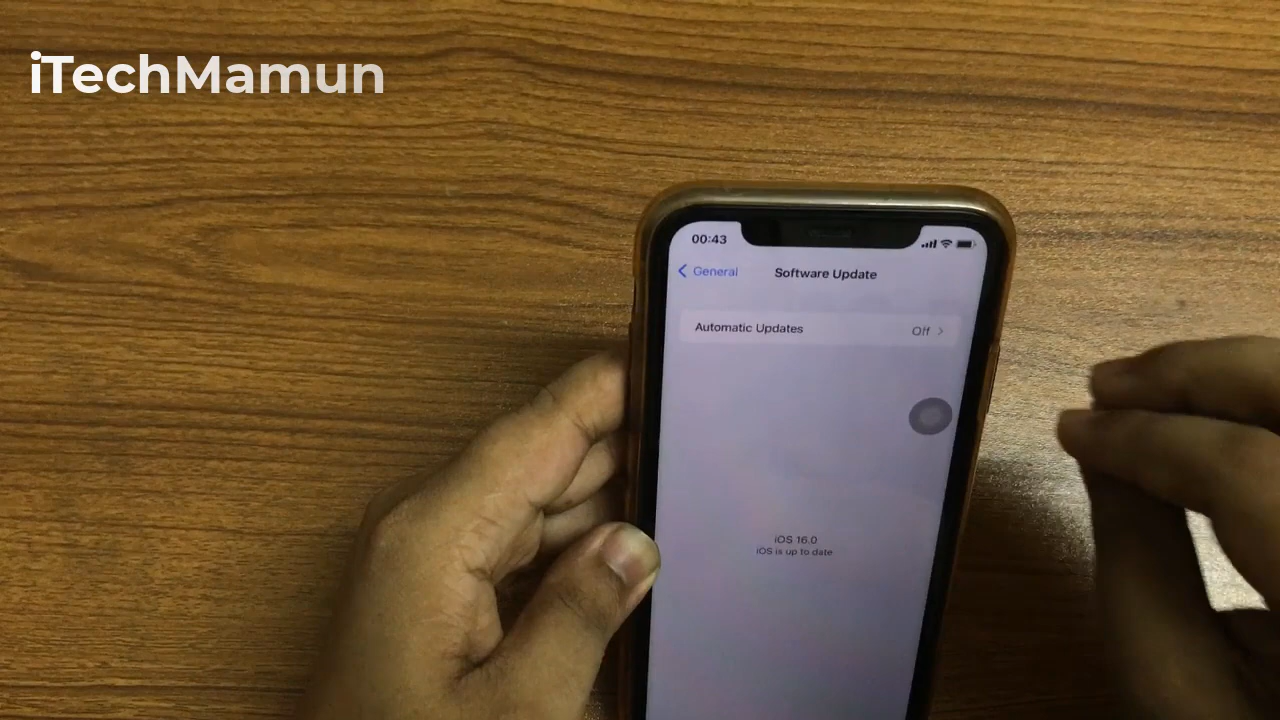 iTechMamun
00:43
General
Software Update
Automatic Updates
Off
iOS 16.0
iOS is up to date